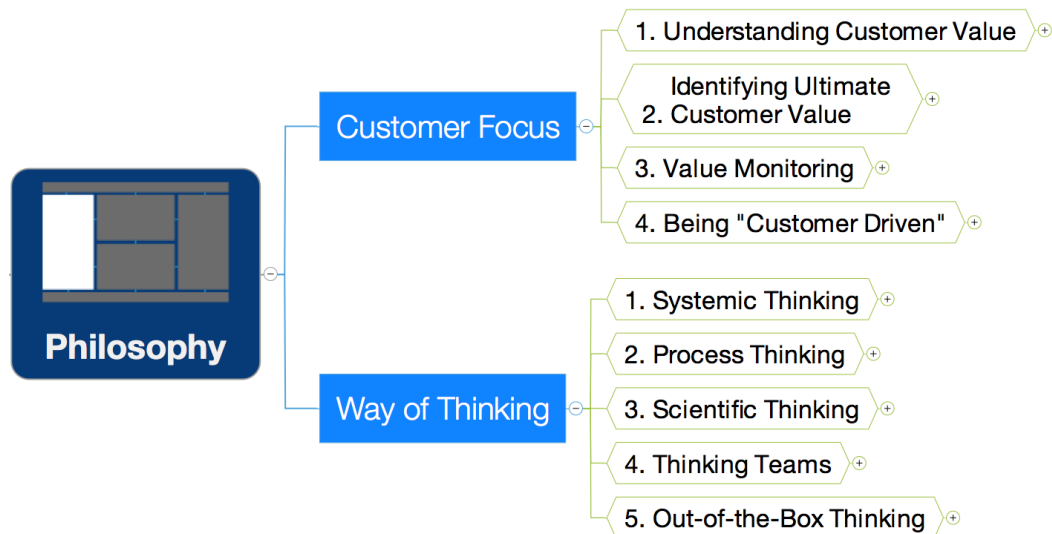 Philosophy
Customer Focus
1. Understanding Customer Value
Identifying Ultimate
2. Customer Value
3. Value Monitoring
4. Being "Customer Driven"
Way of Thinking
1. Systemic Thinking
2. Process Thinking
3. Scientific Thinking
4. Thinking Teams
5. Out-of-the-Box Thinking